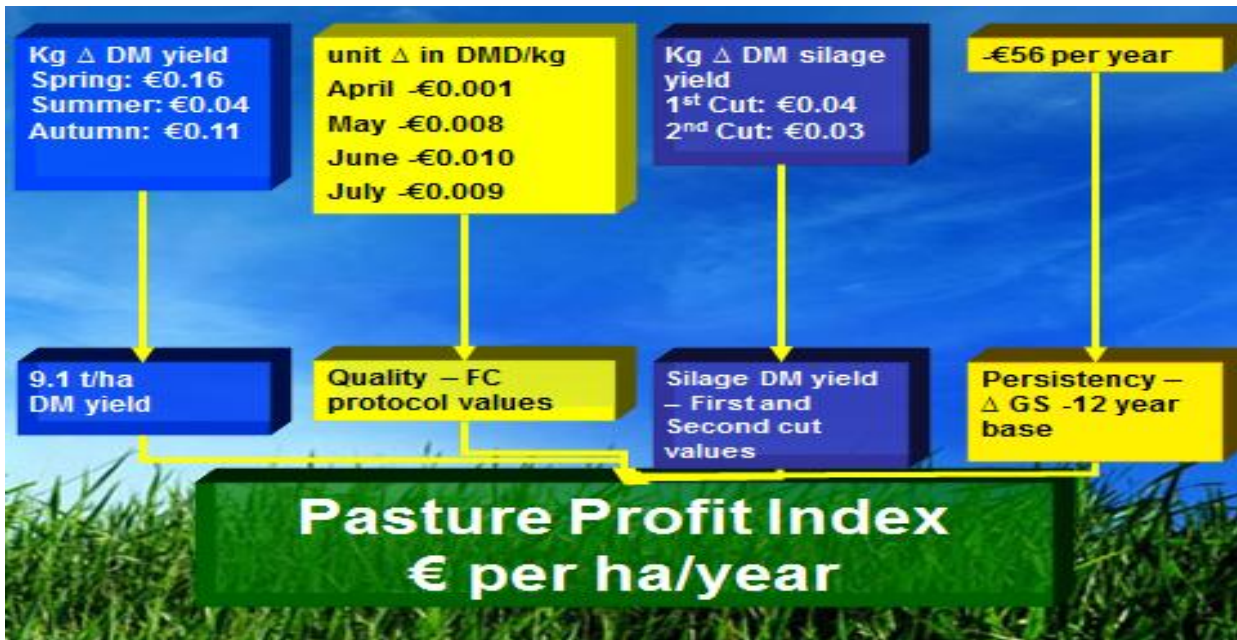 Kg Δ DM yield
Spring: €0.16
Summer: €0.04
Autumn: €0.11
unit Δ in DMD/kg
April -€0.001
May -€0.008
June -€0.010
July -€0.009
Kg Δ DM silage
yield
1st Cut: €0.04
2nd Cut: €0.03
-€56 per year
9.1 t/ha
DM yield
Quality – FC
protocol values
Silage DM yield
– First and
Second cut
values
Persistency –
Δ GS -12 year
base
Pasture Profit Index
€ per ha/year